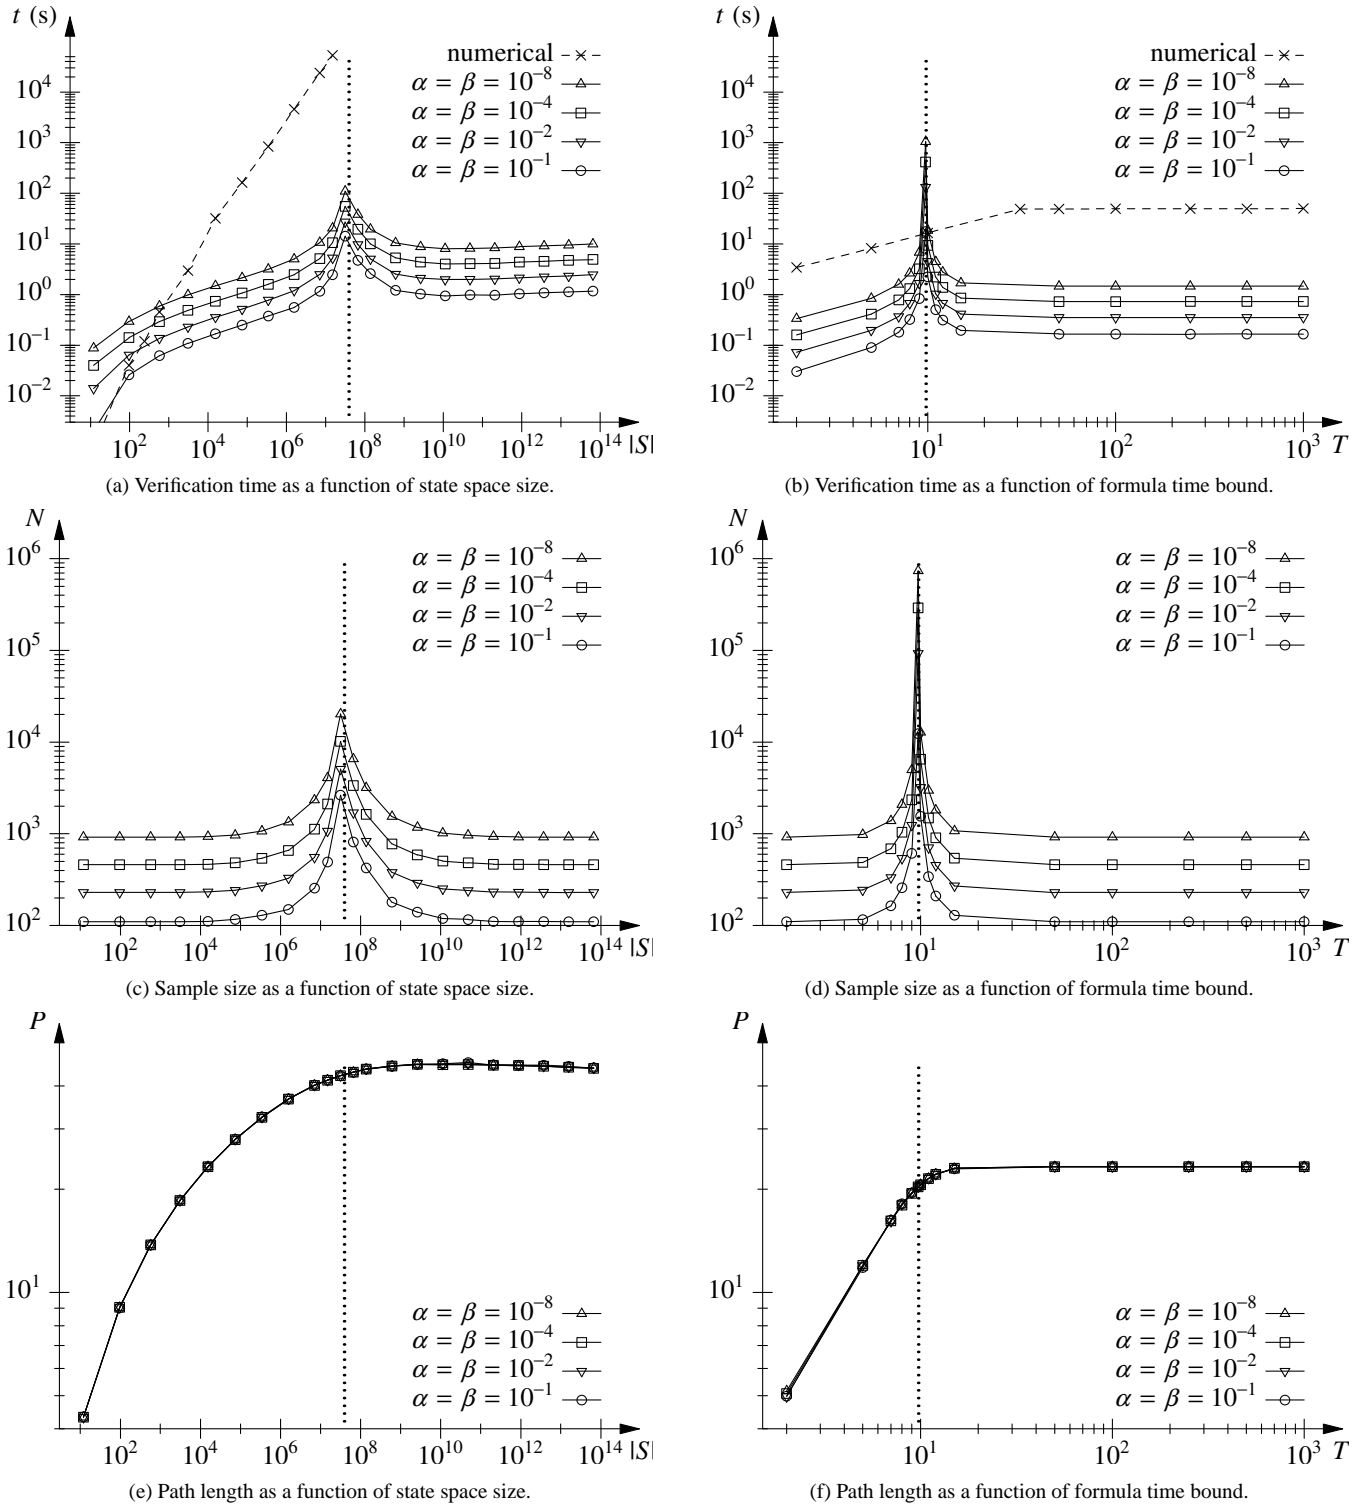 t (s)
numerical
α = β = 10⁻⁸
α = β = 10⁻⁴
α = β = 10⁻²
α = β = 10⁻¹
10⁴
10³
10²
10¹
10⁰
10⁻¹
10⁻²
10² 10⁴ 10⁶ 10⁸ 10¹⁰ 10¹² 10¹⁴ |S|
(a) Verification time as a function of state space size.
t (s)
numerical
α = β = 10⁻⁸
α = β = 10⁻⁴
α = β = 10⁻²
α = β = 10⁻¹
10⁴
10³
10²
10¹
10⁰
10⁻¹
10⁻²
10¹ 10² 10³ T
(b) Verification time as a function of formula time bound.
N
α = β = 10⁻⁸
α = β = 10⁻⁴
α = β = 10⁻²
α = β = 10⁻¹
10⁶
10⁵
10⁴
10³
10²
10² 10⁴ 10⁶ 10⁸ 10¹⁰ 10¹² 10¹⁴ |S|
(c) Sample size as a function of state space size.
N
α = β = 10⁻⁸
α = β = 10⁻⁴
α = β = 10⁻²
α = β = 10⁻¹
10⁶
10⁵
10⁴
10³
10²
10¹ 10² 10³ T
(d) Sample size as a function of formula time bound.
P
10¹
α = β = 10⁻⁸
α = β = 10⁻⁴
α = β = 10⁻²
α = β = 10⁻¹
10² 10⁴ 10⁶ 10⁸ 10¹⁰ 10¹² 10¹⁴ |S|
(e) Path length as a function of state space size.
P
10¹
α = β = 10⁻⁸
α = β = 10⁻⁴
α = β = 10⁻²
α = β = 10⁻¹
10¹ 10² 10³ T
(f) Path length as a function of formula time bound.